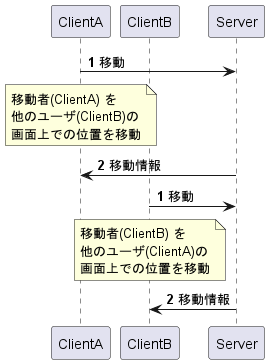 ClientA ClientB Server
1 移動
移動者(ClientA) を
他のユーザ(ClientB)の
画面上での位置を移動
2 移動情報
1 移動
移動者(ClientB) を
他のユーザ(ClientA)の
画面上での位置を移動
2 移動情報
ClientA ClientB Server